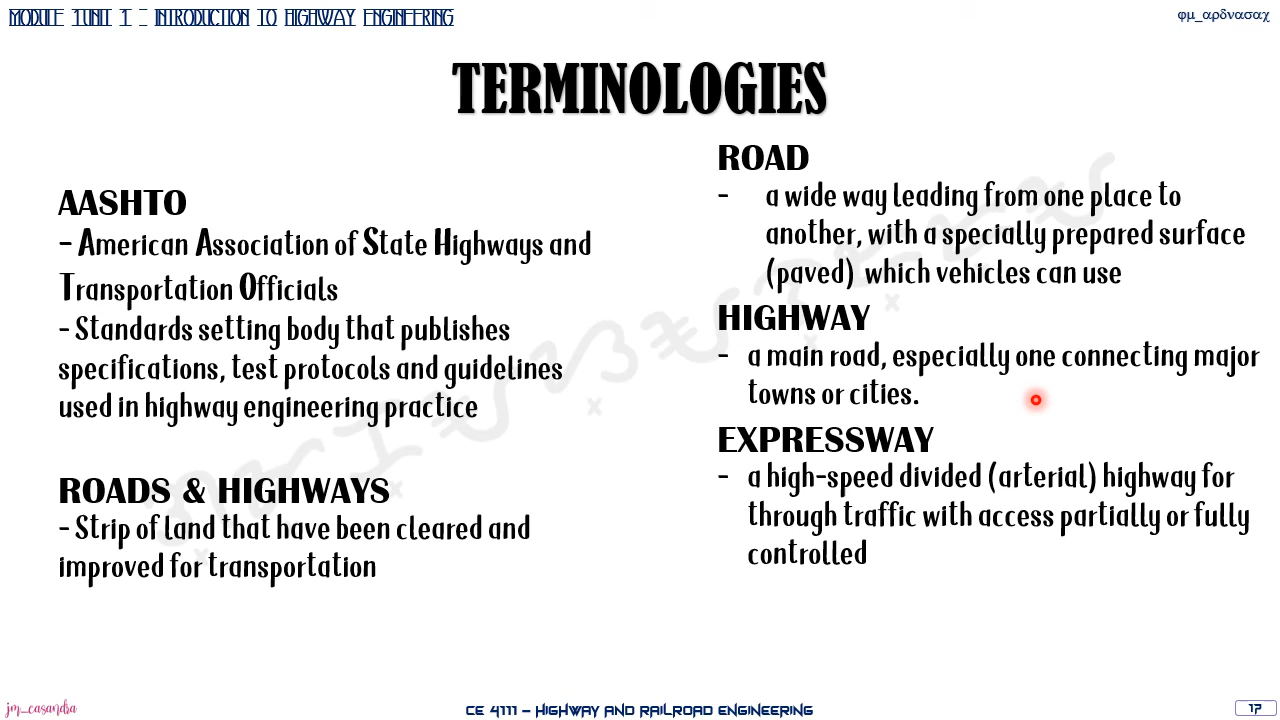 MODULE 1UNIT 1 - INTRODUCTION TO HIGHWAY ENGINEERING
φμ_αρδνασαχ
TERMINOLOGIES
AASHTO
- American Association of State Highways and
Transportation Officials
- Standards setting body that publishes
specifications, test protocols and guidelines
used in highway engineering practice
ROADS & HIGHWAYS
- Strip of land that have been cleared and
improved for transportation
ROAD
- a wide way leading from one place to
another, with a specially prepared surface
(paved) which vehicles can use
HIGHWAY
- a main road, especially one connecting major
towns or cities.
EXPRESSWAY
- a high-speed divided (arterial) highway for
through traffic with access partially or fully
controlled
jm_casandra
CE 4111 – HIGHWAY AND RAILROAD ENGINEERING
17